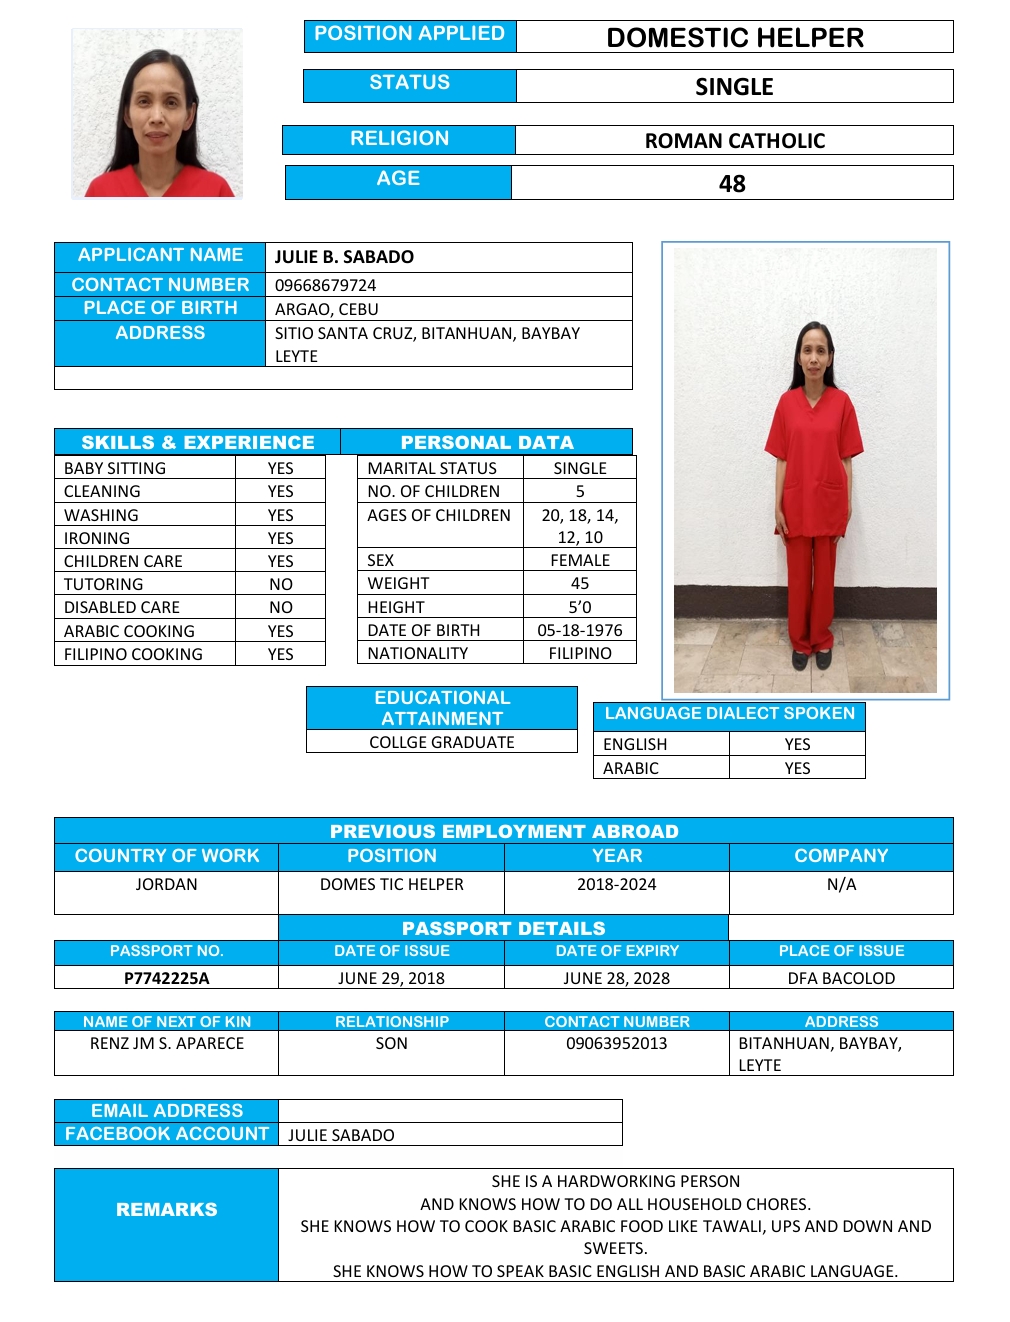 POSITION APPLIED DOMESTIC HELPER
STATUS SINGLE
RELIGION ROMAN CATHOLIC
AGE 48
APPLICANT NAME JULIE B. SABADO
CONTACT NUMBER 09668679724
PLACE OF BIRTH ARGAO, CEBU
ADDRESS SITIO SANTA CRUZ, BITANHUAN, BAYBAY
LEYTE
SKILLS & EXPERIENCE PERSONAL DATA
BABY SITTING YES
CLEANING YES
WASHING YES
IRONING YES
CHILDREN CARE YES
TUTORING NO
DISABLED CARE NO
ARABIC COOKING YES
FILIPINO COOKING YES
MARITAL STATUS SINGLE
NO. OF CHILDREN 5
AGES OF CHILDREN 20, 18, 14,
12, 10
SEX FEMALE
WEIGHT 45
HEIGHT 5’0
DATE OF BIRTH 05-18-1976
NATIONALITY FILIPINO
EDUCATIONAL
ATTAINMENT
COLLGE GRADUATE
LANGUAGE DIALECT SPOKEN
ENGLISH YES
ARABIC YES
PREVIOUS EMPLOYMENT ABROAD
COUNTRY OF WORK POSITION YEAR COMPANY
JORDAN DOMES TIC HELPER 2018-2024 N/A
PASSPORT DETAILS
PASSPORT NO. DATE OF ISSUE DATE OF EXPIRY PLACE OF ISSUE
P7742225A JUNE 29, 2018 JUNE 28, 2028 DFA BACOLOD
NAME OF NEXT OF KIN RELATIONSHIP CONTACT NUMBER ADDRESS
RENZ JM S. APARECE SON 09063952013 BITANHUAN, BAYBAY,
LEYTE
EMAIL ADDRESS
FACEBOOK ACCOUNT JULIE SABADO
REMARKS
SHE IS A HARDWORKING PERSON
AND KNOWS HOW TO DO ALL HOUSEHOLD CHORES.
SHE KNOWS HOW TO COOK BASIC ARABIC FOOD LIKE TAWALI, UPS AND DOWN AND
SWEETS.
SHE KNOWS HOW TO SPEAK BASIC ENGLISH AND BASIC ARABIC LANGUAGE.